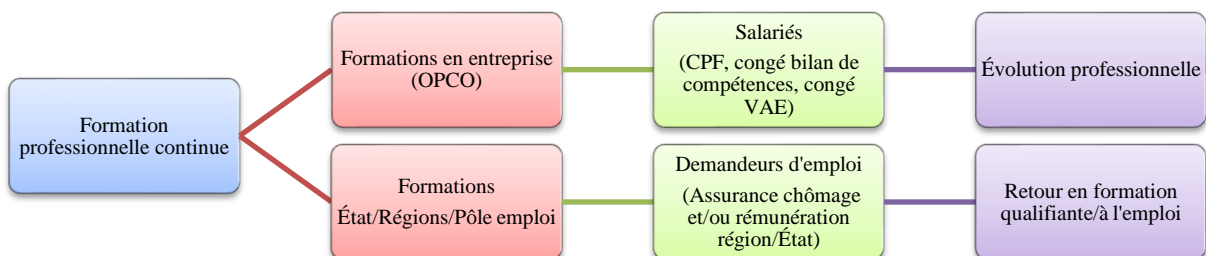 Formation
professionnelle continue
Formations en entreprise
(OPCO)
Salariés
(CPF, congé bilan de
compétences, congé
VAE)
Évolution professionnelle
Formations
État/Régions/Pôle emploi
Demandeurs d'emploi
(Assurance chômage
et/ou rémunération
région/État)
Retour en formation
qualifiante/à l'emploi